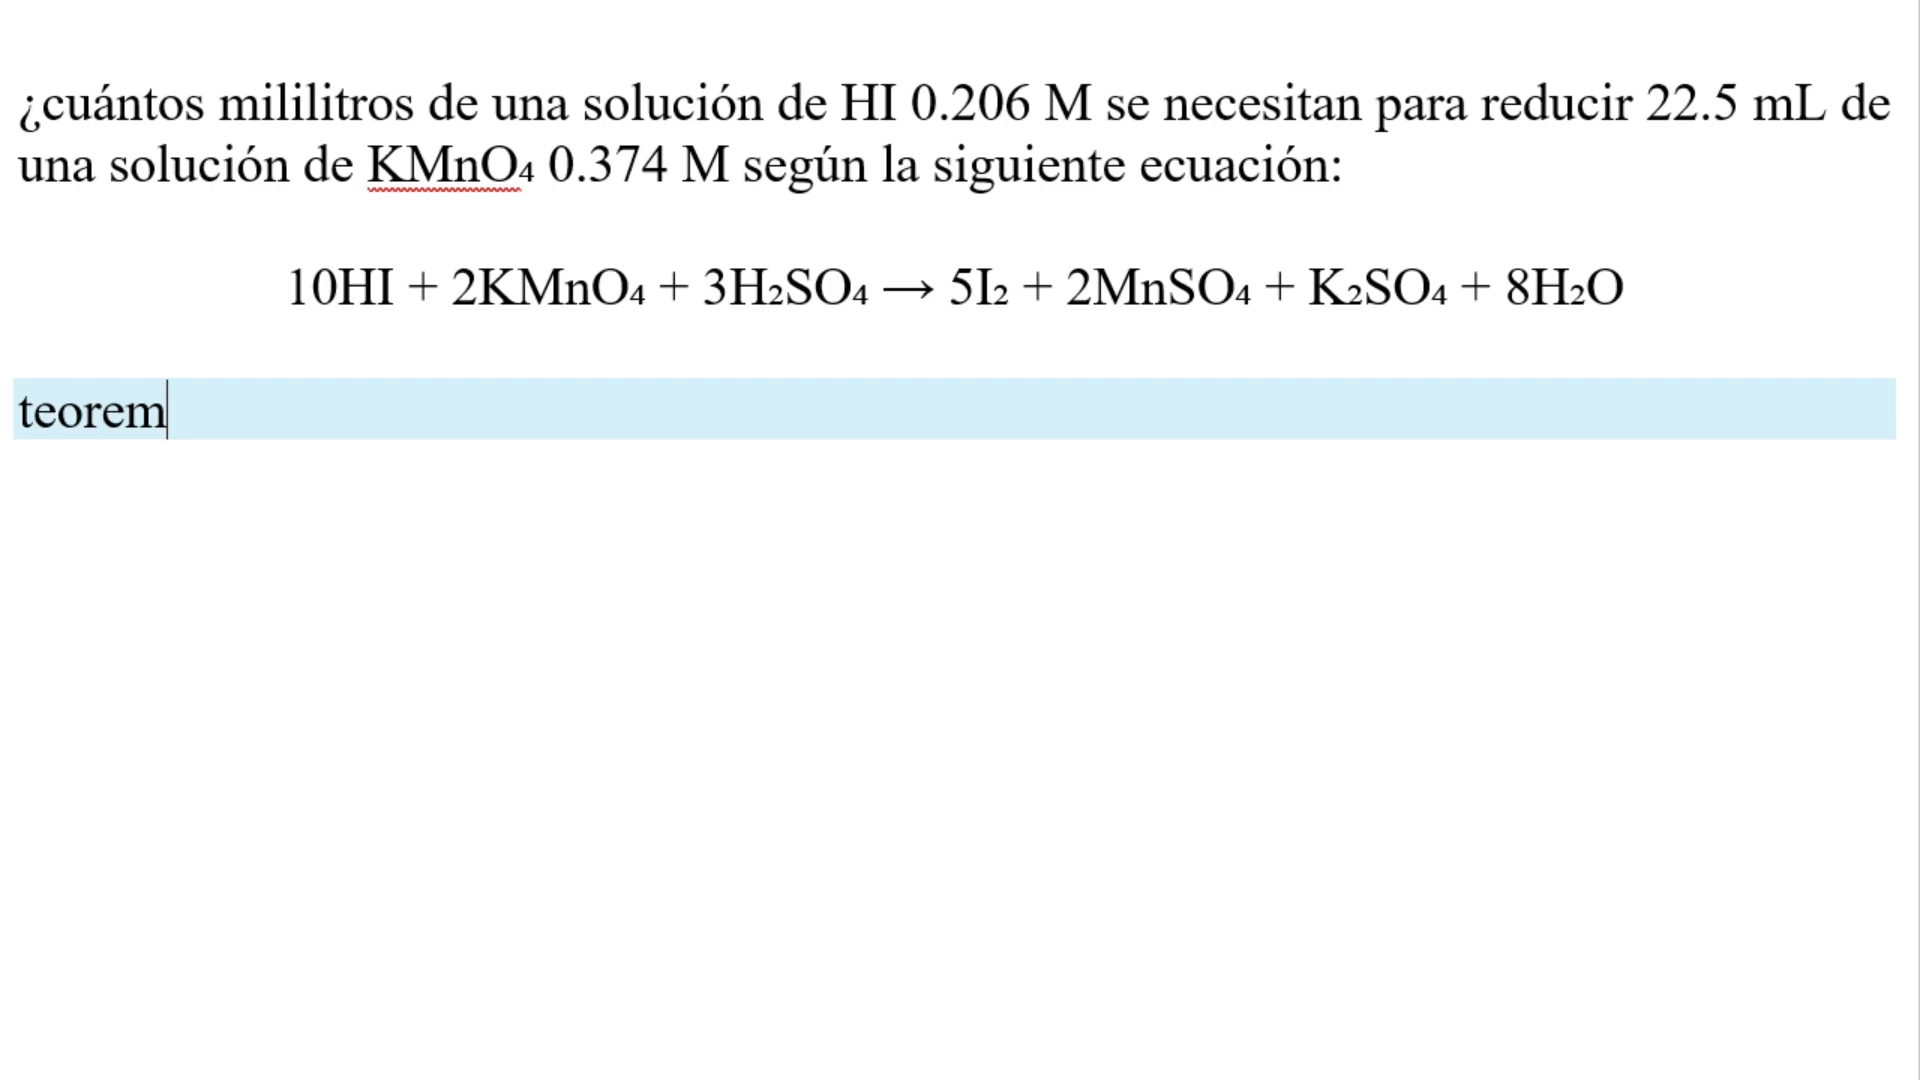 ¿cuántos mililitros de una solución de HI 0.206 M se necesitan para reducir 22.5 mL de
una solución de KMnO₄ 0.374 M según la siguiente ecuación:
10HI + 2KMnO₄ + 3H₂SO₄ → 5I₂ + 2MnSO₄ + K₂SO₄ + 8H₂O
teorem